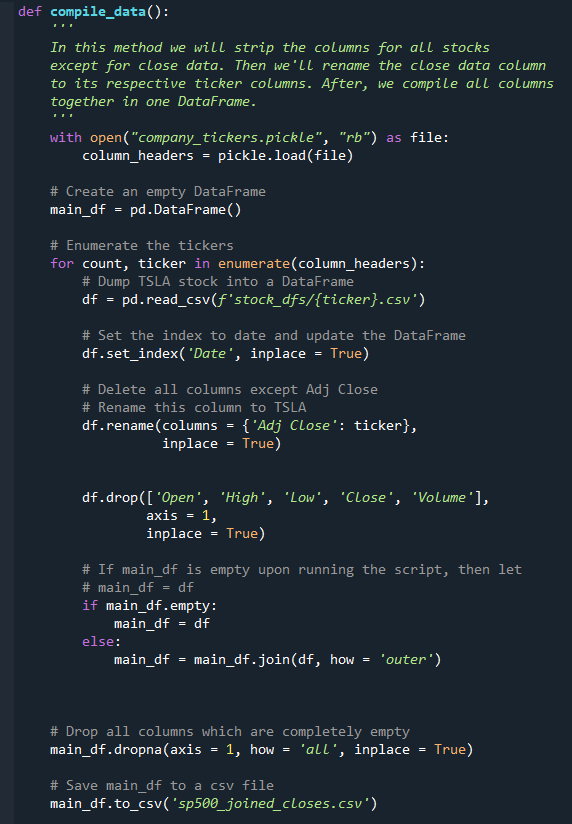 def compile_data():
    '''
    In this method we will strip the columns for all stocks
    except for close data. Then we'll rename the close data column
    to its respective ticker columns. After, we compile all columns
    together in one DataFrame.
    '''
    with open("company_tickers.pickle", "rb") as file:
        column_headers = pickle.load(file)

    # Create an empty DataFrame
    main_df = pd.DataFrame()

    # Enumerate the tickers
    for count, ticker in enumerate(column_headers):
        # Dump TSLA stock into a DataFrame
        df = pd.read_csv(f'stock_dfs/{ticker}.csv')

        # Set the index to date and update the DataFrame
        df.set_index('Date', inplace = True)

        # Delete all columns except Adj Close
        # Rename this column to TSLA
        df.rename(columns = {'Adj Close': ticker},
                  inplace = True)


        df.drop(['Open', 'High', 'Low', 'Close', 'Volume'],
                axis = 1,
                inplace = True)

        # If main_df is empty upon running the script, then let
        # main_df = df
        if main_df.empty:
            main_df = df
        else:
            main_df = main_df.join(df, how = 'outer')



    # Drop all columns which are completely empty
    main_df.dropna(axis = 1, how = 'all', inplace = True)

    # Save main_df to a csv file
    main_df.to_csv('sp500_joined_closes.csv')